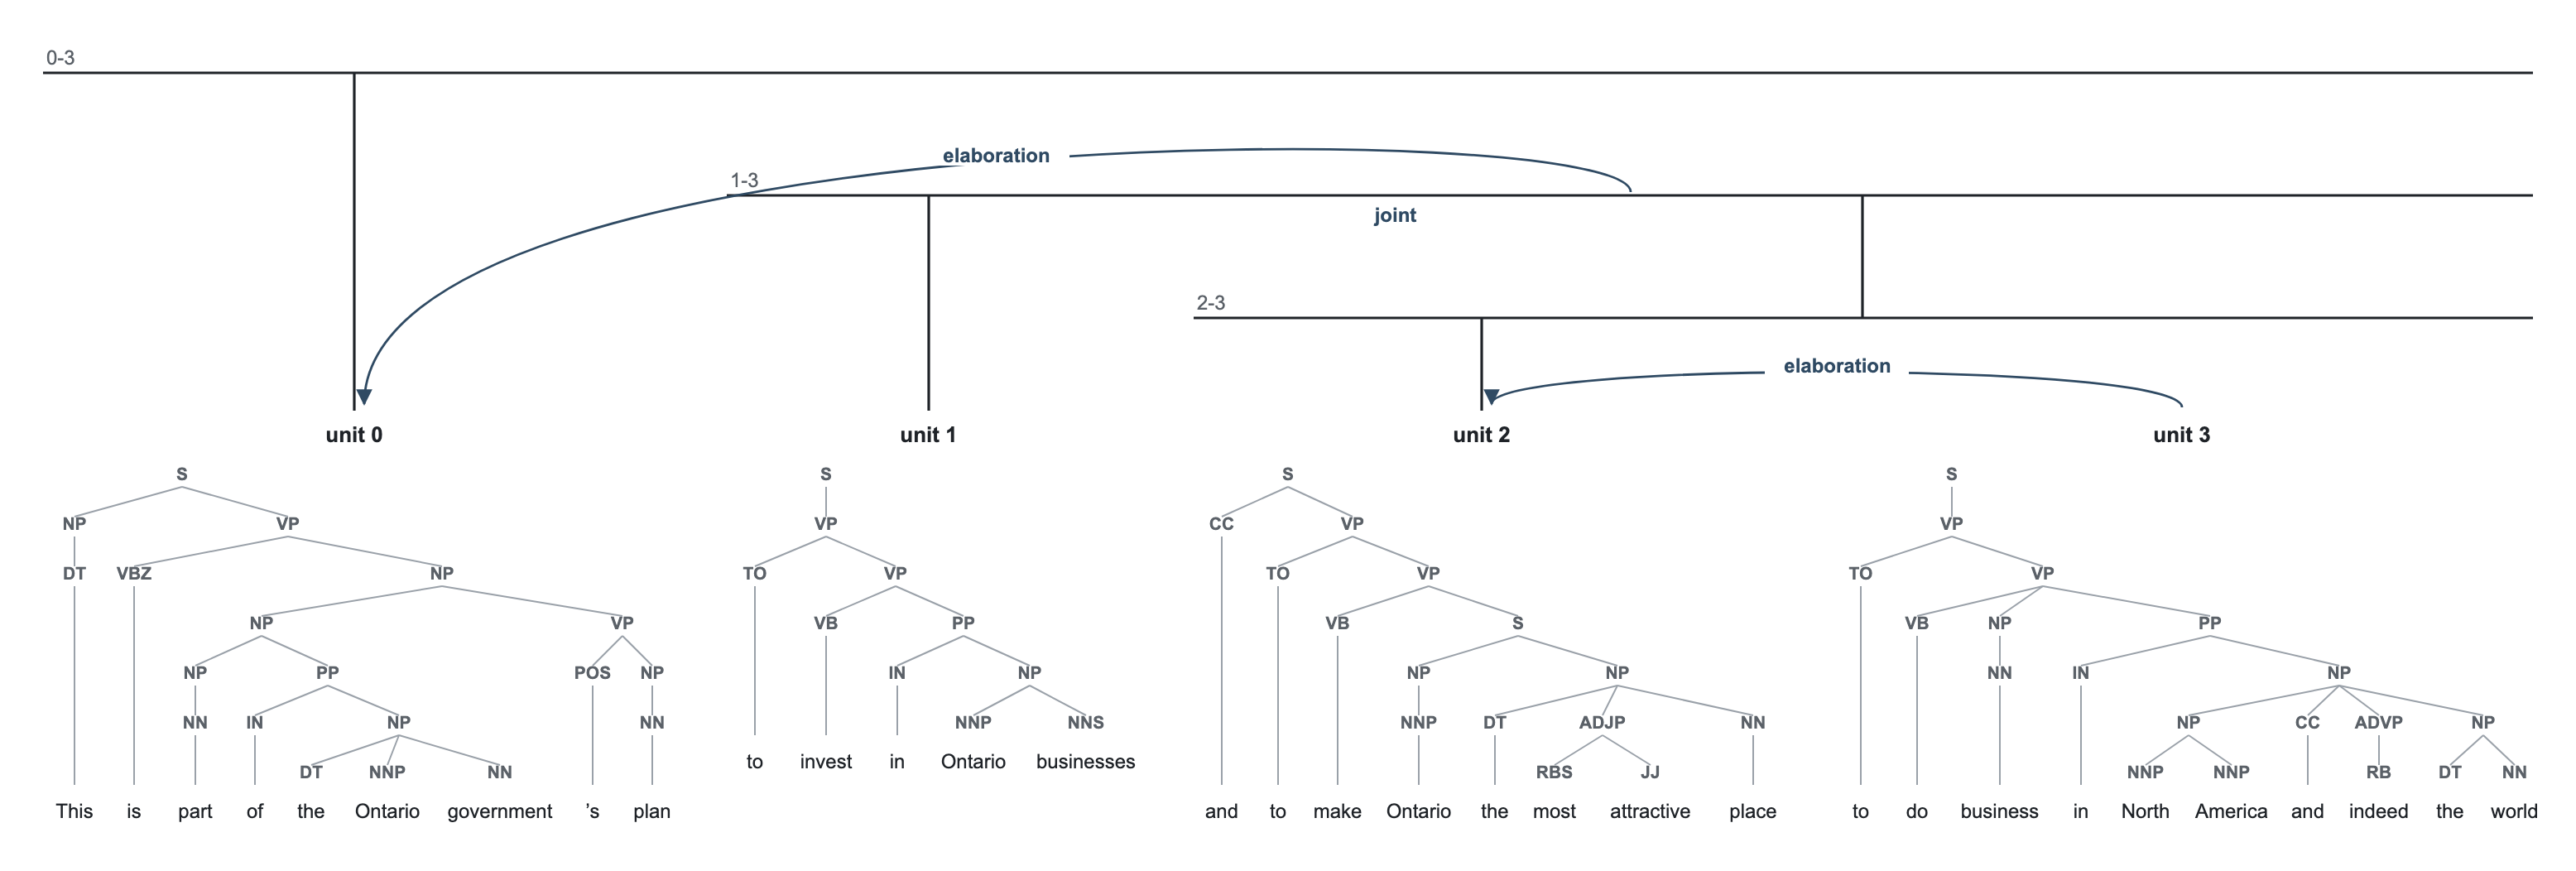 0-3
elaboration
1-3
joint
2-3
elaboration
unit 0 unit 1 unit 2 unit 3
S S S S
NP VP VP CC VP VP
DT VBZ NP TO VP TO VP TO VP
NP VP VB PP VB S VB NP PP
NP PP POS NP IN NP NP NP NN IN NP
NN IN NP NN NNP NNS NNP DT ADJP NN NP CC ADVP NP
to invest in Ontario businesses
DT NNP NN RBS JJ NNP NNP RB DT NN
This is part of the Ontario government 's plan and to make Ontario the most attractive place to do business in North America and indeed the world